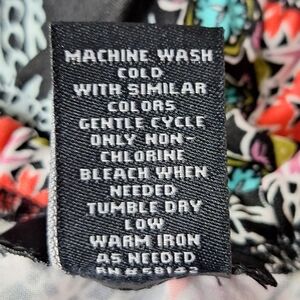 MACHINE WASH
COLD
WITH SIMILAR
COLORS
GENTLE CYCLE
ONLY NON-
CHLORINE
BLEACH WHEN
NEEDED
TUMBLE DRY
LOW
WARM IRON
AS NEEDED
RN # 58142